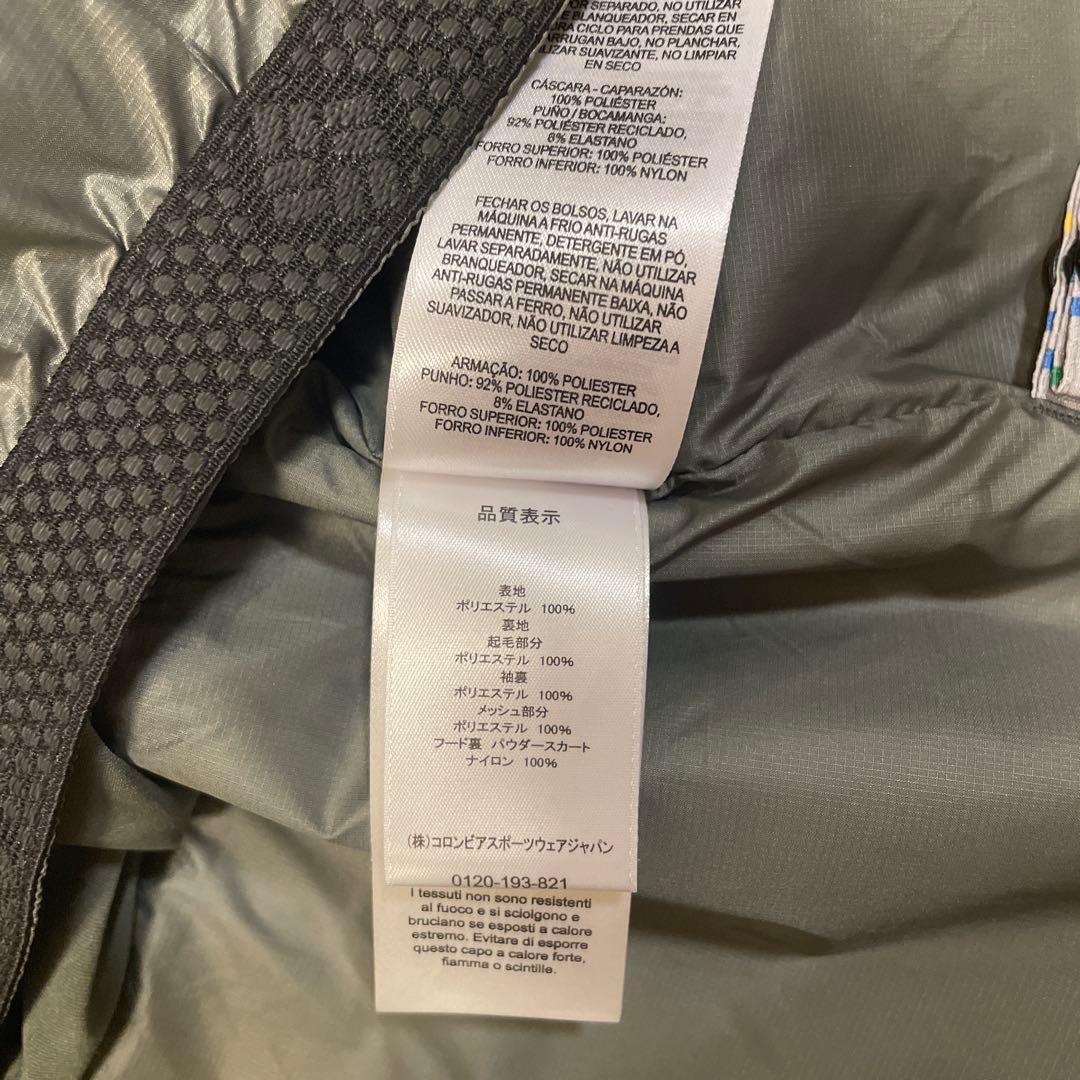 SEPARADO, NO UTILIZAR
BLANQUEADOR, SECAR EN
CICLO PARA PRENDAS QUE
ARRUGAN BAJO, NO PLANCHAR,
SUAVIZANTE, NO LIMPIAR
EN SECO
CÁSCARA - CAPARAZÓN:
100% POLIÉSTER
PUÑO / BOCAMANGA:
92% POLIÉSTER RECICLADO,
8% ELASTANO
FORRO SUPERIOR: 100% POLIÉSTER
FORRO INFERIOR: 100% NYLON
FECHAR OS BOLSOS, LAVAR NA
MÁQUINA A FRIO ANTI-RUGAS
PERMANENTE, DETERGENTE EM PÓ,
LAVAR SEPARADAMENTE, NÃO UTILIZAR
BRANQUEADOR, SECAR NA MÁQUINA
ANTI-RUGAS PERMANENTE BAIXA, NÃO
PASSAR A FERRO, NÃO UTILIZAR
SUAVIZADOR, NÃO UTILIZAR LIMPEZA A
SECO
ARMAÇÃO: 100% POLIESTER
PUNHO: 92% POLIESTER RECICLADO,
8% ELASTANO
FORRO SUPERIOR: 100% POLIESTER
FORRO INFERIOR: 100% NYLON
品質表示
表地
ポリエステル 100%
裏地
起毛部分
ポリエステル 100%
袖裏
ポリエステル 100%
メッシュ部分
ポリエステル 100%
フード裏 パウダースカート
ナイロン 100%
(株)コロンビアスポーツウェアジャパン
0120-193-821
I tessuti non sono resistenti
al fuoco e si sciolgono e
bruciano se esposti a calore
estremo. Evitare di esporre
questo capo a calore forte,
fiamma o scintille.